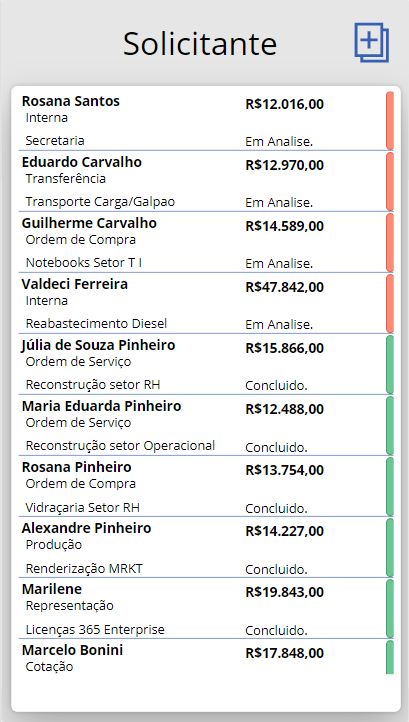 Solicitante
Rosana Santos R$12.016,00
Interna
Secretaria Em Analise.
Eduardo Carvalho R$12.970,00
Transferência
Transporte Carga/Galpao Em Analise.
Guilherme Carvalho R$14.589,00
Ordem de Compra
Notebooks Setor T I Em Analise.
Valdeci Ferreira R$47.842,00
Interna
Reabastecimento Diesel Em Analise.
Júlia de Souza Pinheiro R$15.866,00
Ordem de Serviço
Reconstrução setor RH Concluido.
Maria Eduarda Pinheiro R$12.488,00
Ordem de Serviço
Reconstrução setor Operacional Concluido.
Rosana Pinheiro R$13.754,00
Ordem de Compra
Vidraçaria Setor RH Concluido.
Alexandre Pinheiro R$14.227,00
Produção
Renderização MRKT Concluido.
Marilene R$19.843,00
Representação
Licenças 365 Enterprise Concluido.
Marcelo Bonini R$17.848,00
Cotação